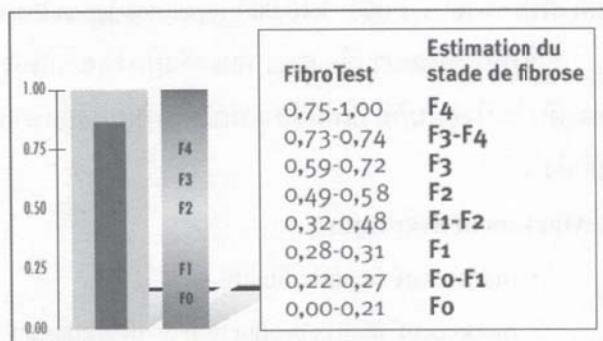 1.00
0.75
0.50
0.25
0.00
F4
F3
F2
F1
F0
FibroTest
Estimation du
stade de fibrose
0,75-1,00 F4
0,73-0,74 F3-F4
0,59-0,72 F3
0,49-0,58 F2
0,32-0,48 F1-F2
0,28-0,31 F1
0,22-0,27 F0-F1
0,00-0,21 F0